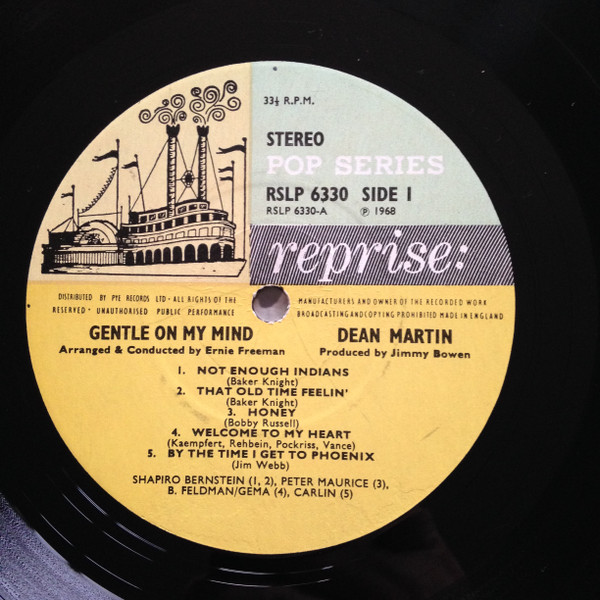 33⅓ R.P.M.
STEREO
POP SERIES
RSLP 6330 SIDE 1
RSLP 6330-A ℗ 1968
reprise:
DISTRIBUTED BY PYE RECORDS LTD · ALL RIGHTS OF THE MANUFACTURERS AND OWNER OF THE RECORDED WORK
RESERVED · UNAUTHORISED PUBLIC PERFORMANCE BROADCASTING AND COPYING PROHIBITED MADE IN ENGLAND
GENTLE ON MY MIND DEAN MARTIN
Arranged & Conducted by Ernie Freeman Produced by Jimmy Bowen
1. NOT ENOUGH INDIANS
(Baker Knight)
2. THAT OLD TIME FEELIN'
(Baker Knight)
3. HONEY
(Bobby Russell)
4. WELCOME TO MY HEART
(Kaempfert, Rehbein, Pockriss, Vance)
5. BY THE TIME I GET TO PHOENIX
(Jim Webb)
SHAPIRO BERNSTEIN (1, 2), PETER MAURICE (3),
B. FELDMAN/GEMA (4), CARLIN (5)